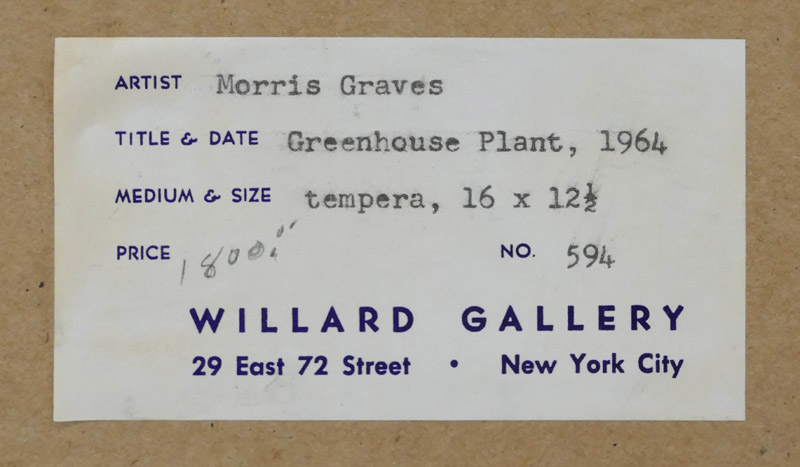 ARTIST Morris Graves
TITLE & DATE Greenhouse Plant, 1964
MEDIUM & SIZE tempera, 16 x 12½
PRICE 1800.00 NO. 594
WILLARD GALLERY
29 East 72 Street • New York City